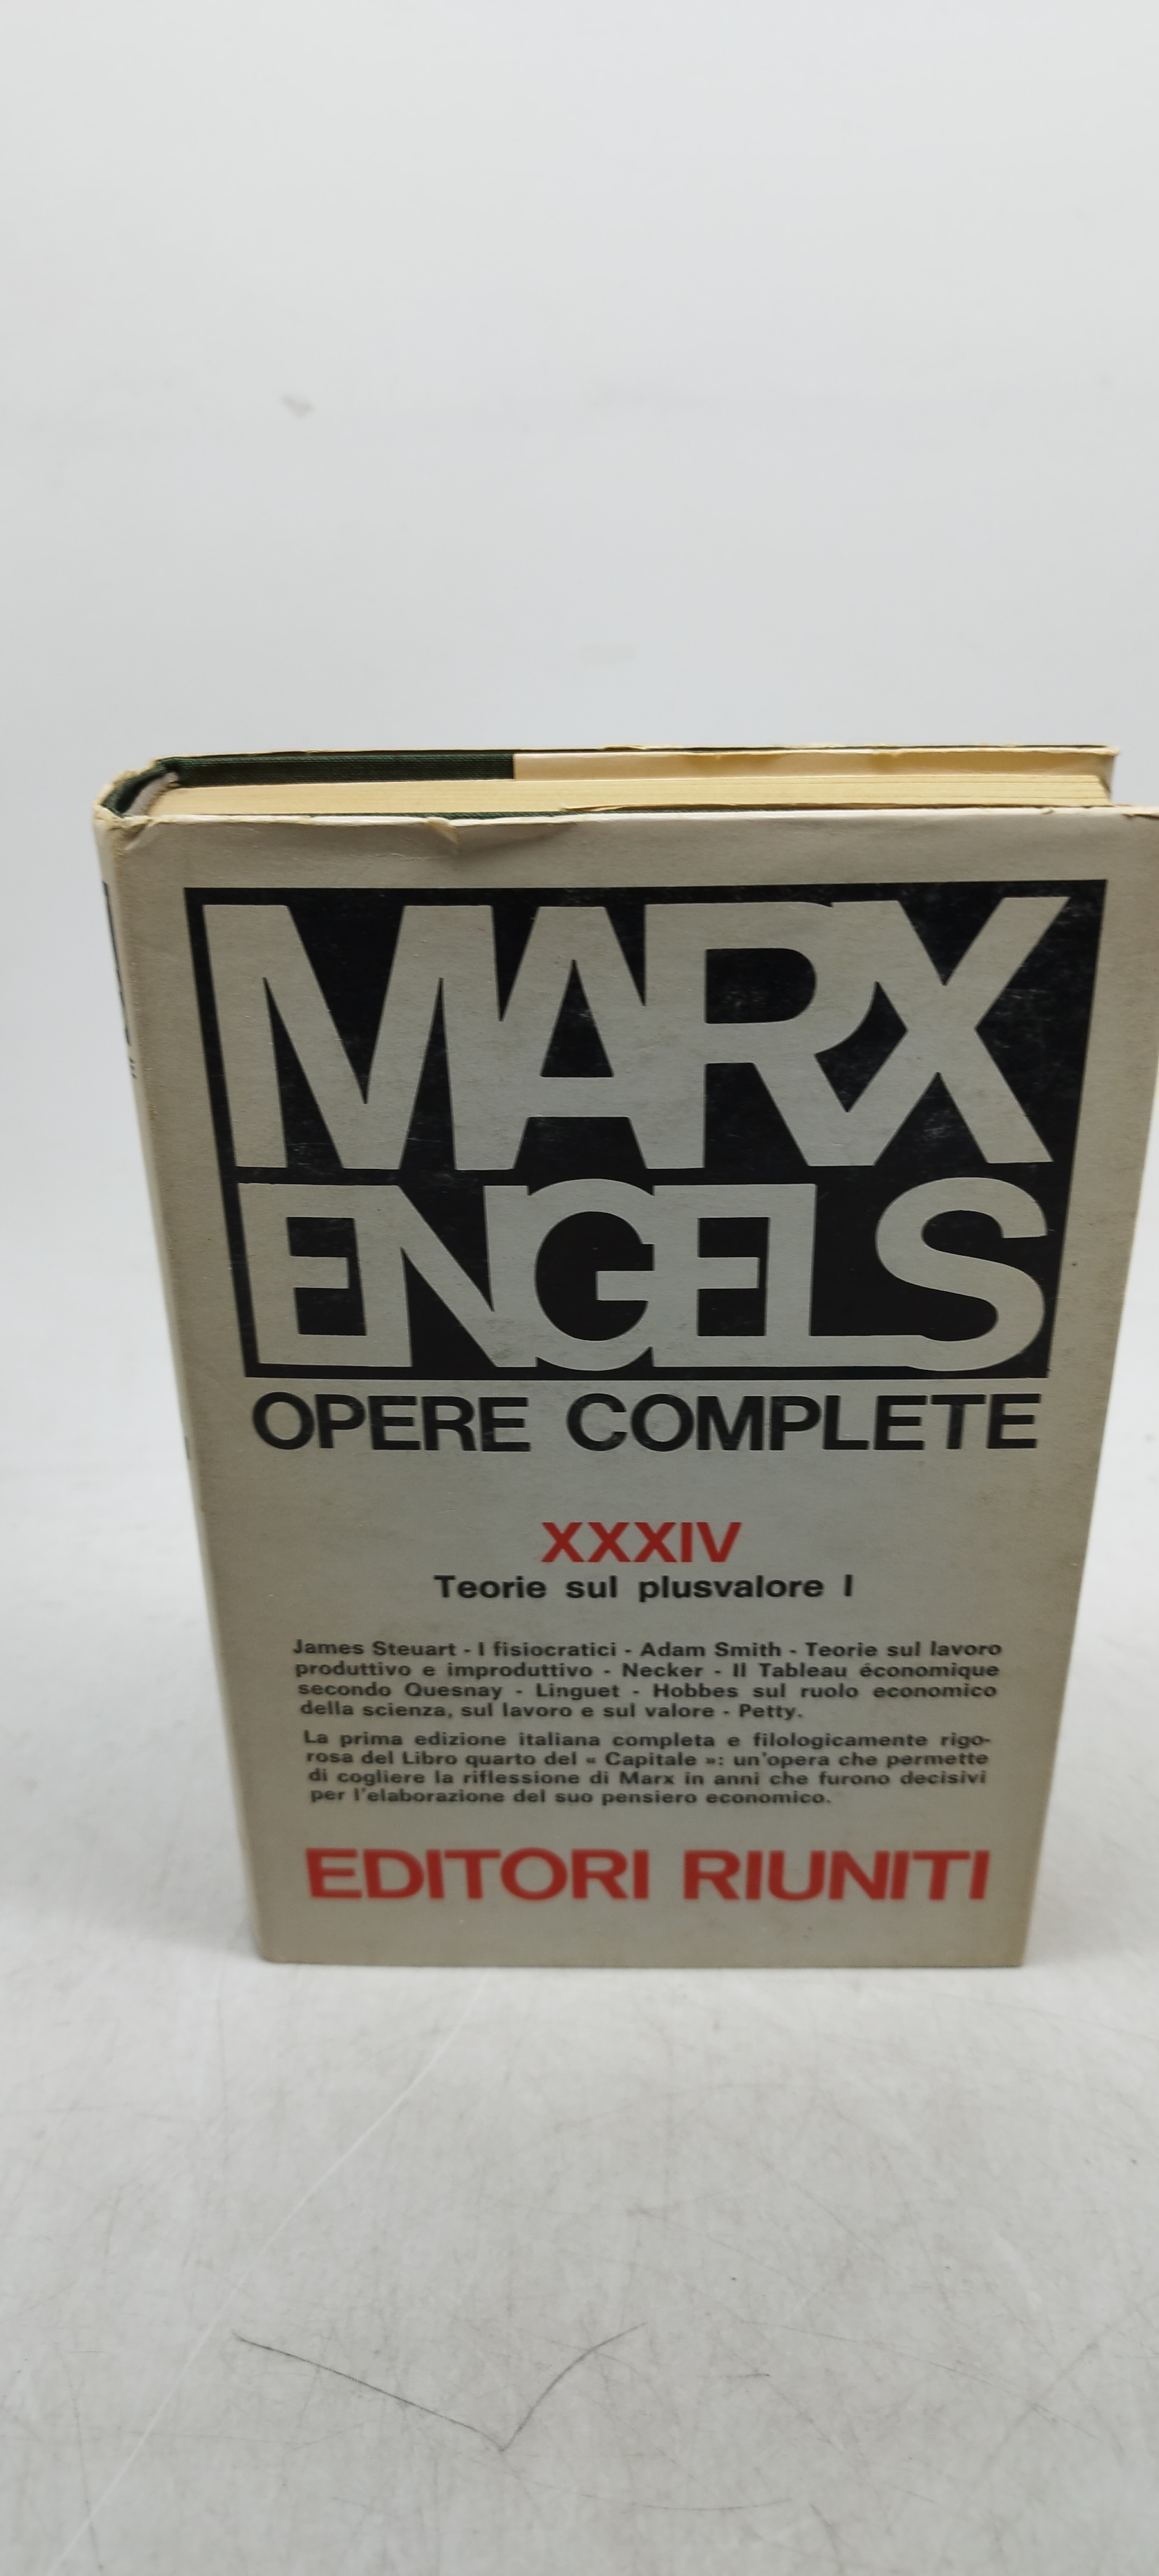 MARX
ENGELS
OPERE COMPLETE
XXXIV
Teorie sul plusvalore I
James Steuart - I fisiocratici - Adam Smith - Teorie sul lavoro
produttivo e improduttivo - Necker - Il Tableau économique
secondo Quesnay - Linguet - Hobbes sul ruolo economico
della scienza, sul lavoro e sul valore - Petty.
La prima edizione italiana completa e filologicamente rigo-
rosa del Libro quarto del « Capitale »: un'opera che permette
di cogliere la riflessione di Marx in anni che furono decisivi
per l'elaborazione del suo pensiero economico.
EDITORI RIUNITI